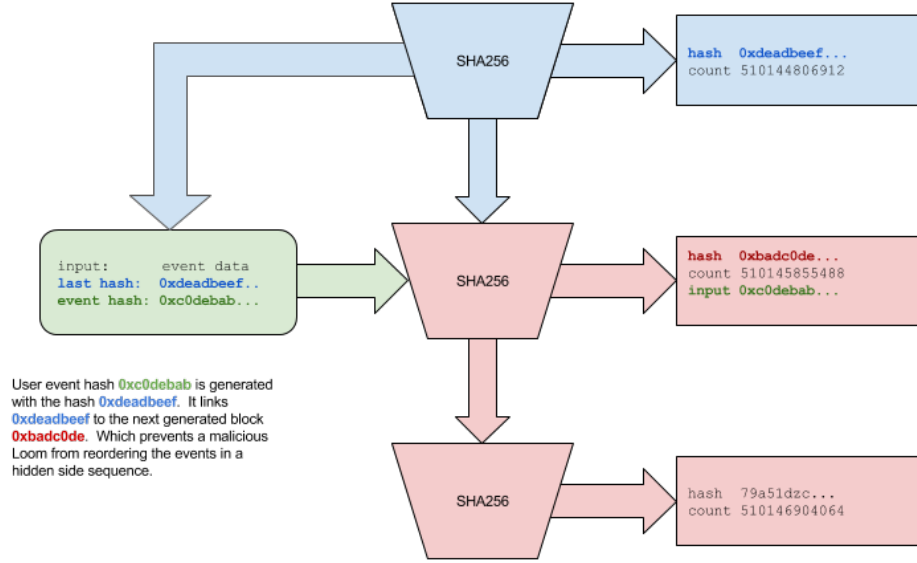 SHA256
hash 0xdeadbeef...
count 510144806912
input: event data
last hash: 0xdeadbeef..
event hash: 0xc0debab...
SHA256
hash 0xbadc0de...
count 510145855488
input 0xc0debab...
User event hash 0xc0debab is generated
with the hash 0xdeadbeef. It links
0xdeadbeef to the next generated block
0xbadc0de. Which prevents a malicious
Loom from reordering the events in a
hidden side sequence.
SHA256
hash 79a51dzc...
count 510146904064